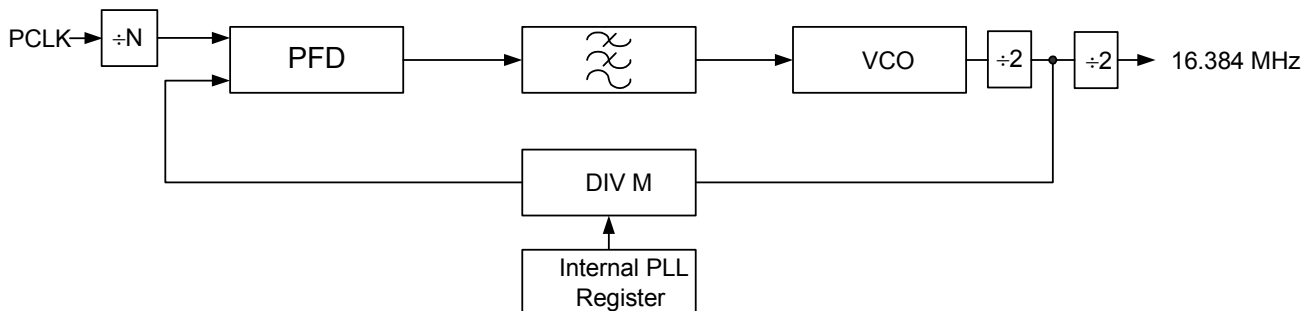 PCLK
÷N
PFD
VCO
÷2
÷2
16.384 MHz
DIV M
Internal PLL
Register